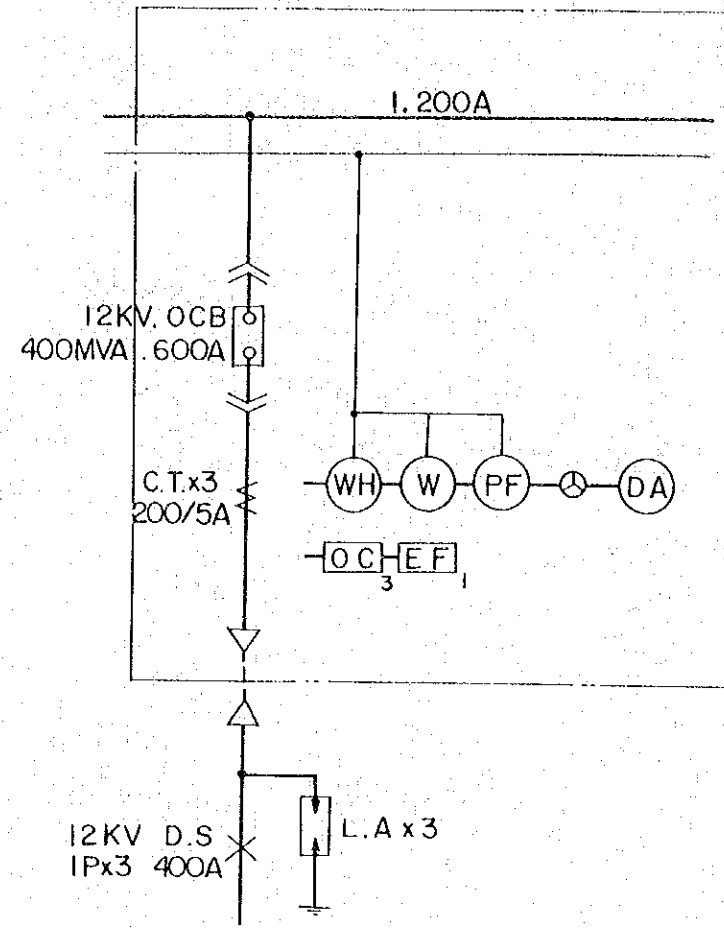 1.200A
12KV. OCB
400MVA .600A
C.T.x3
200/5A
WH W PF DA
OC EF
3 1
L.A x3
12KV D.S
1Px3 400A